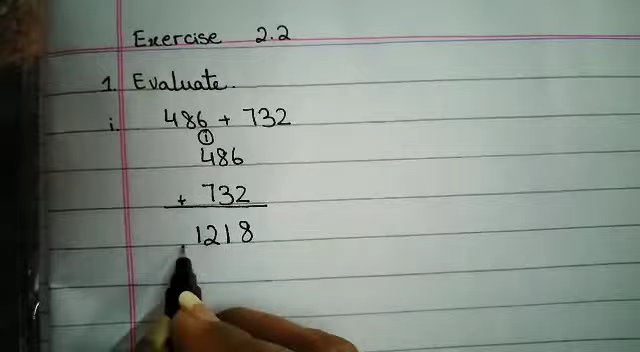 Exercise 2.2
1. Evaluate.
i. 486 + 732
①
486
+ 732
1218